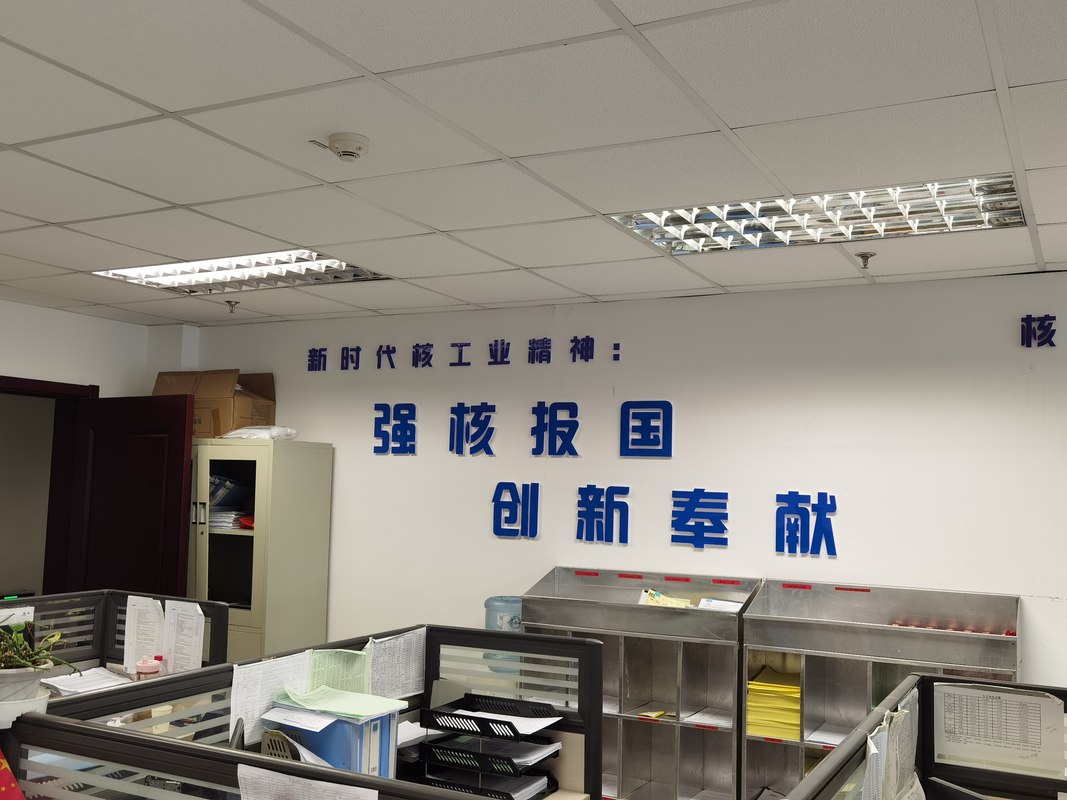 新时代核工业精神：
强核报国
创新奉献
核